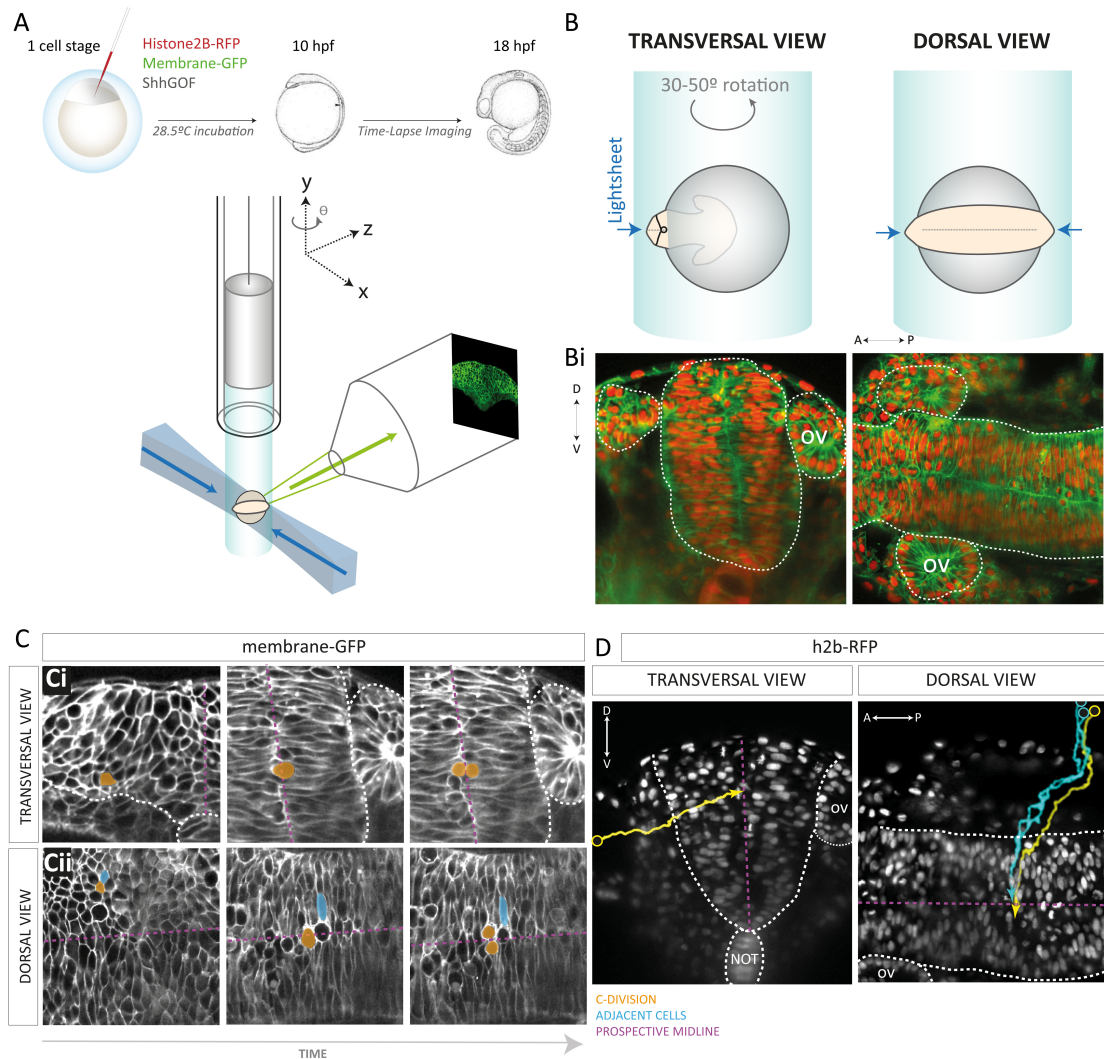 A
1 cell stage
Histone2B-RFP
Membrane-GFP
ShhGOF
10 hpf
18 hpf
28.5ºC incubation
Time-Lapse Imaging
y
θ
z
x
B
TRANSVERSAL VIEW
DORSAL VIEW
30-50º rotation
Lightsheet
A P
Bi
D
V
OV
OV
C
membrane-GFP
TRANSVERSAL VIEW
Ci
DORSAL VIEW
Cii
TIME
D
h2b-RFP
TRANSVERSAL VIEW
DORSAL VIEW
D
V
A P
OV
NOT
OV
C-DIVISION
ADJACENT CELLS
PROSPECTIVE MIDLINE